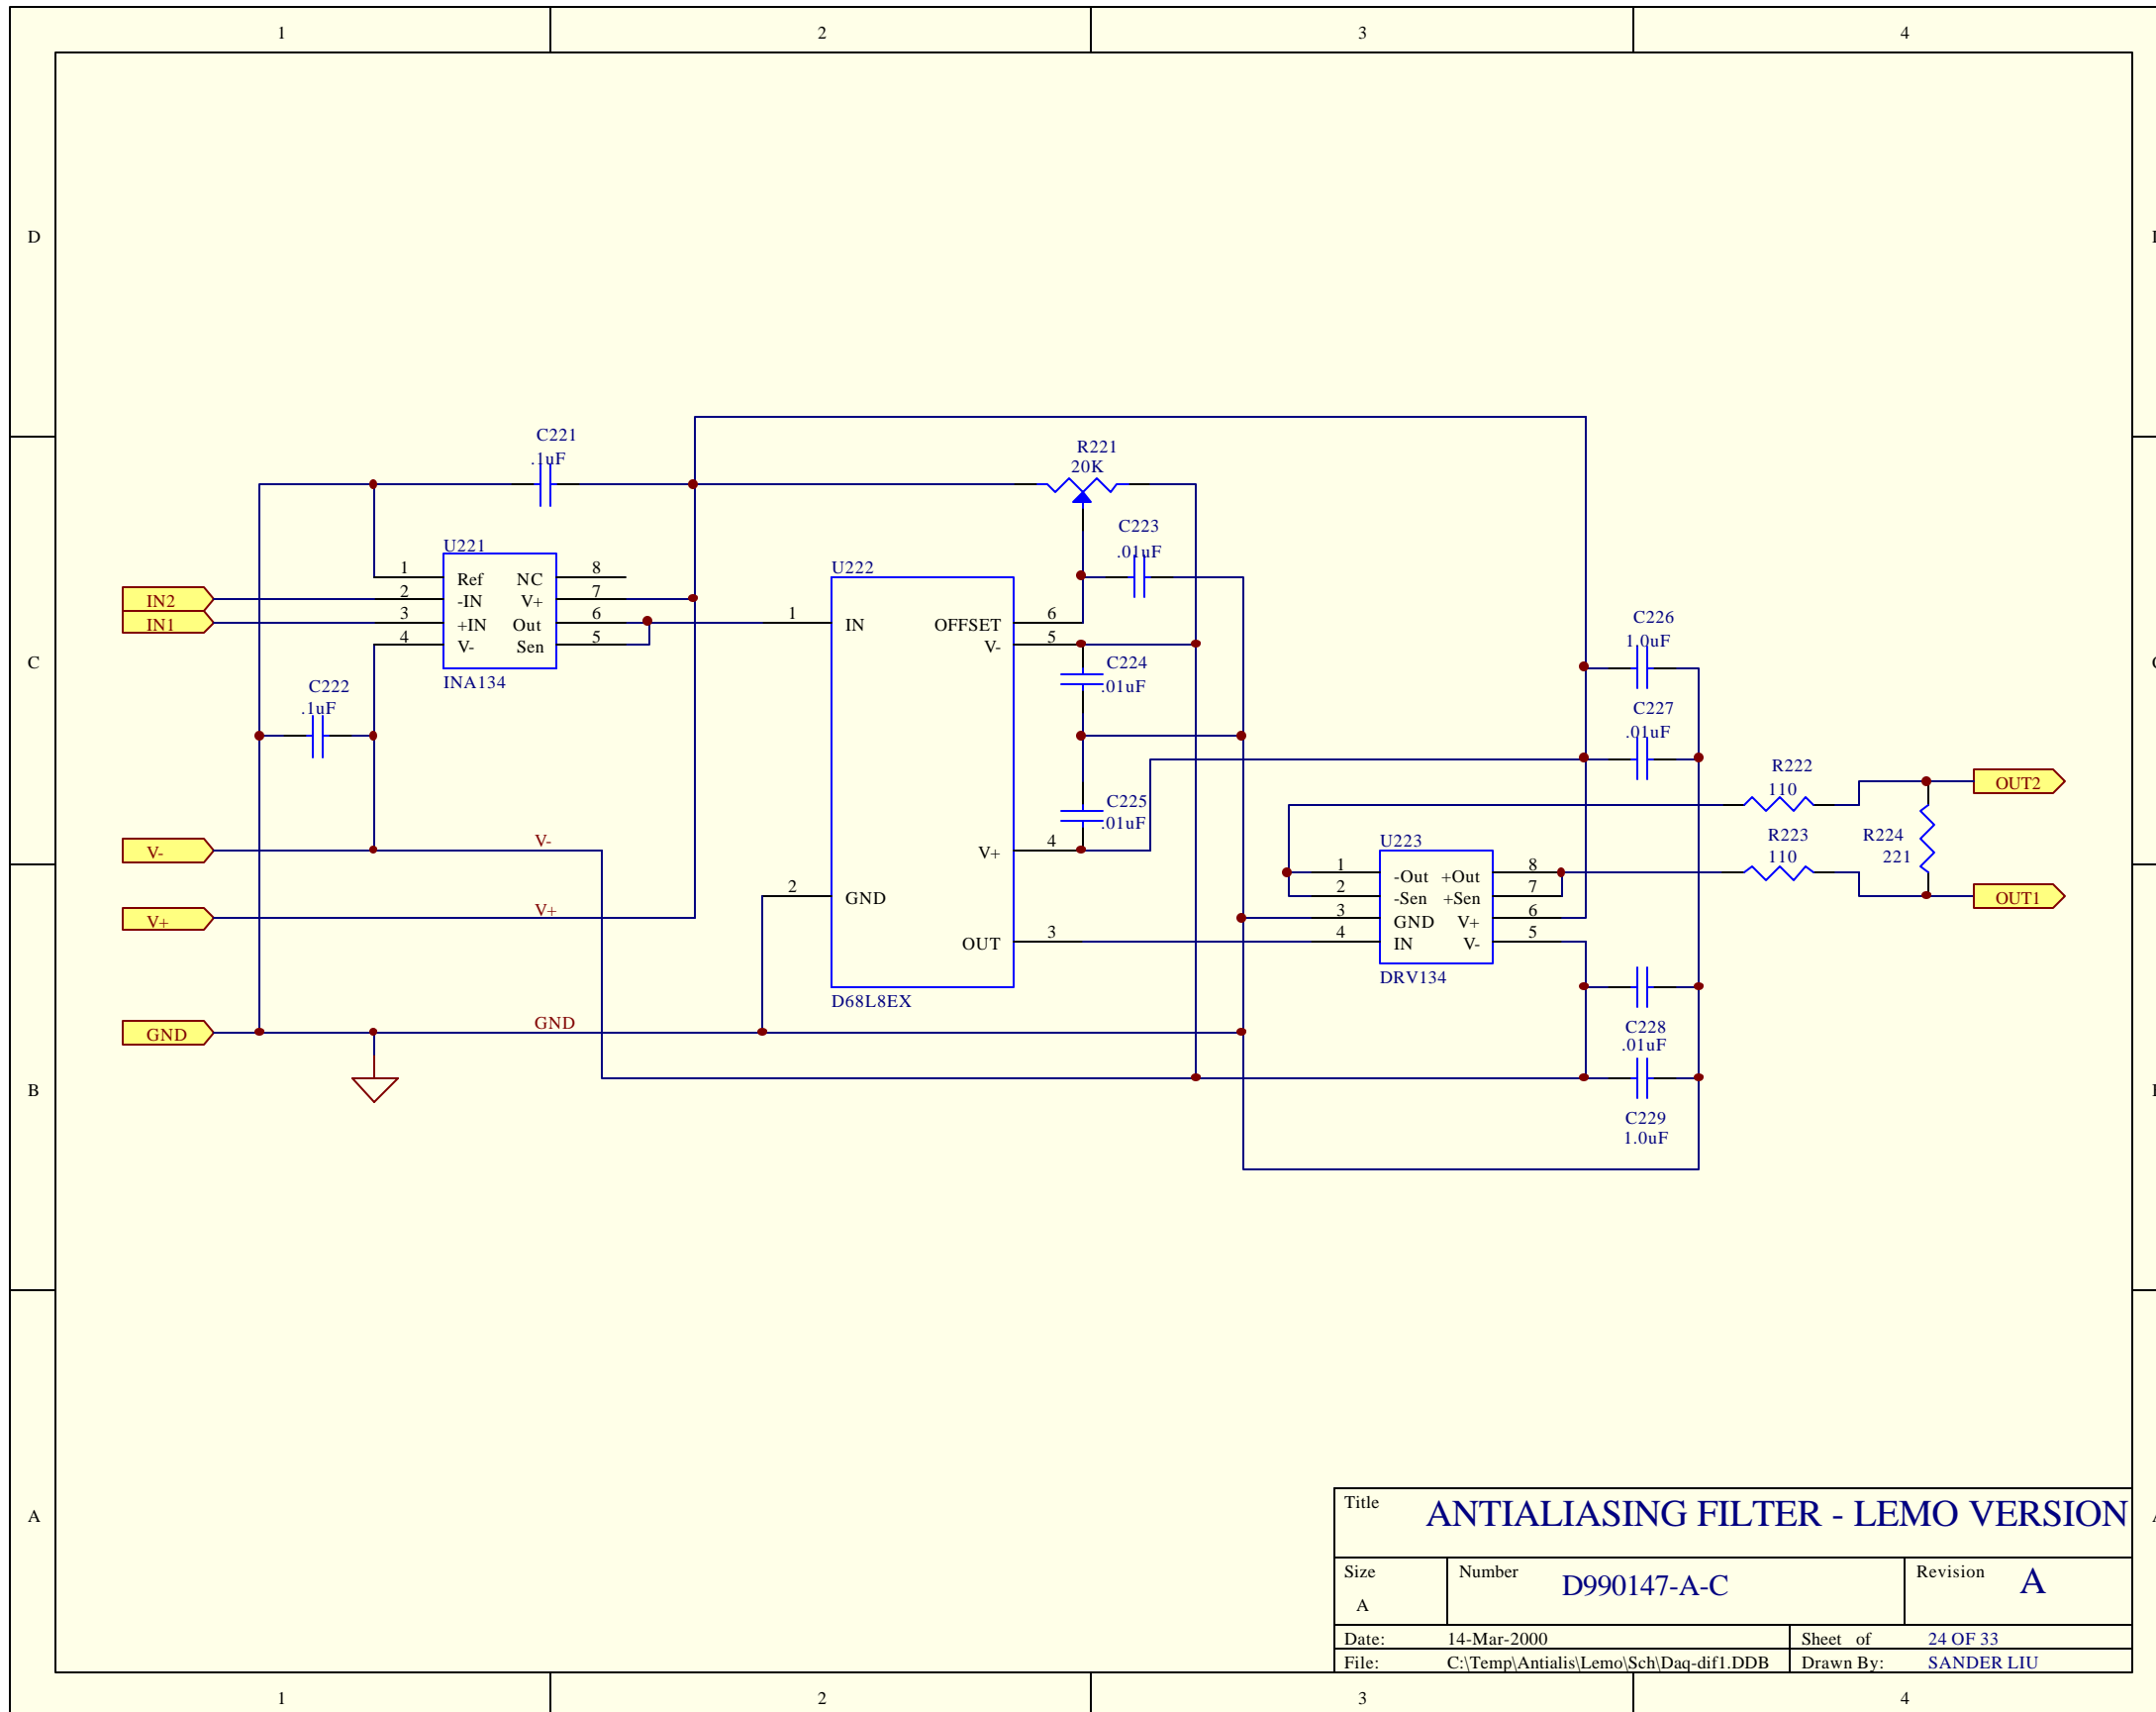 1 2 3 4
D
C221
.1uF
R221
20K
C223
.01uF
U221
1 Ref NC 8
2 -IN V+ 7
3 +IN Out 6
4 V- Sen 5
INA134
IN2
IN1
U222
1 IN OFFSET 6
V- 5
C224
.01uF
C226
1.0uF
C
C222
.1uF
C227
.01uF
R222
110
OUT2
C225
.01uF
V+ 4
V- V-
U223
R223
110
R224
221
1 -Out +Out 8
2 -Sen +Sen 7
3 GND V+ 6
4 IN V- 5
DRV134
OUT1
2 GND
V+ V+
OUT 3
D68L8EX
GND GND
C228
.01uF
B
C229
1.0uF
A
Title ANTIALIASING FILTER - LEMO VERSION
Size Number D990147-A-C Revision A
A
Date: 14-Mar-2000 Sheet of 24 OF 33
File: C:\Temp\Antialis\Lemo\Sch\Daq-dif1.DDB Drawn By: SANDER LIU
1 2 3 4